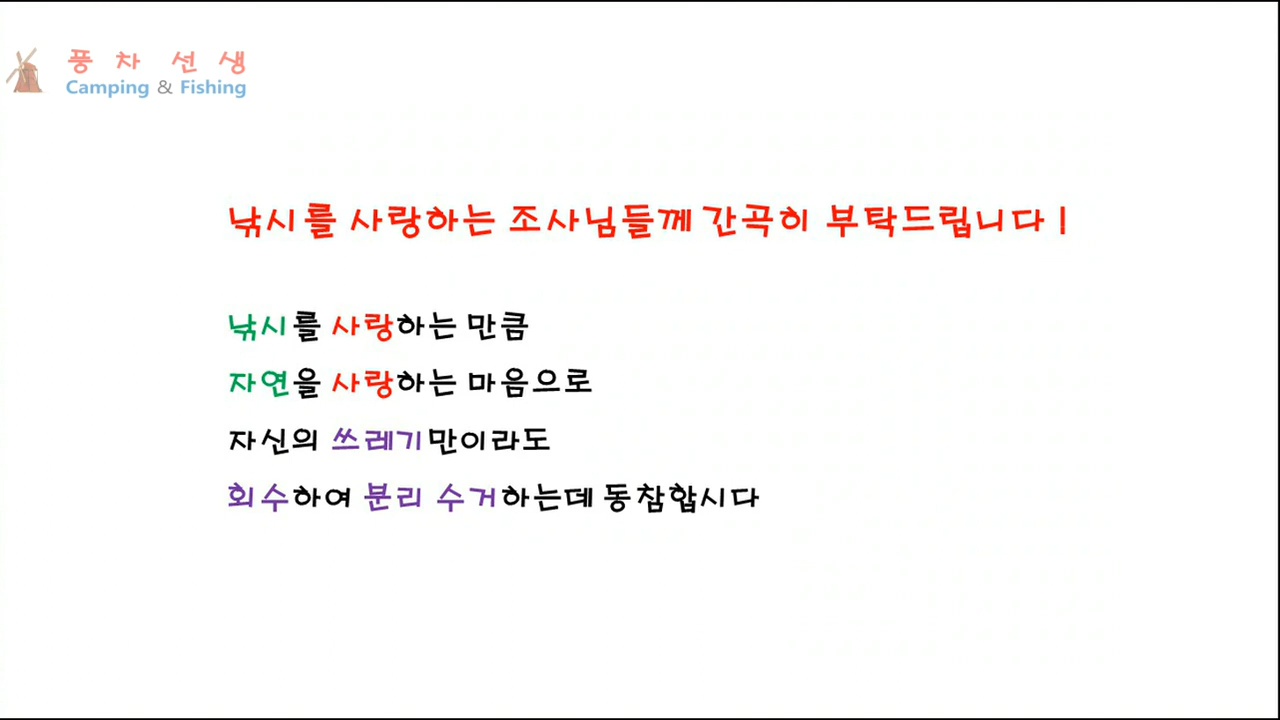 풍차 선생
Camping & Fishing
낚시를 사랑하는 조사님들께 간곡히 부탁드립니다 !
낚시를 사랑하는 만큼
자연을 사랑하는 마음으로
자신의 쓰레기만이라도
회수하여 분리 수거하는데 동참합시다